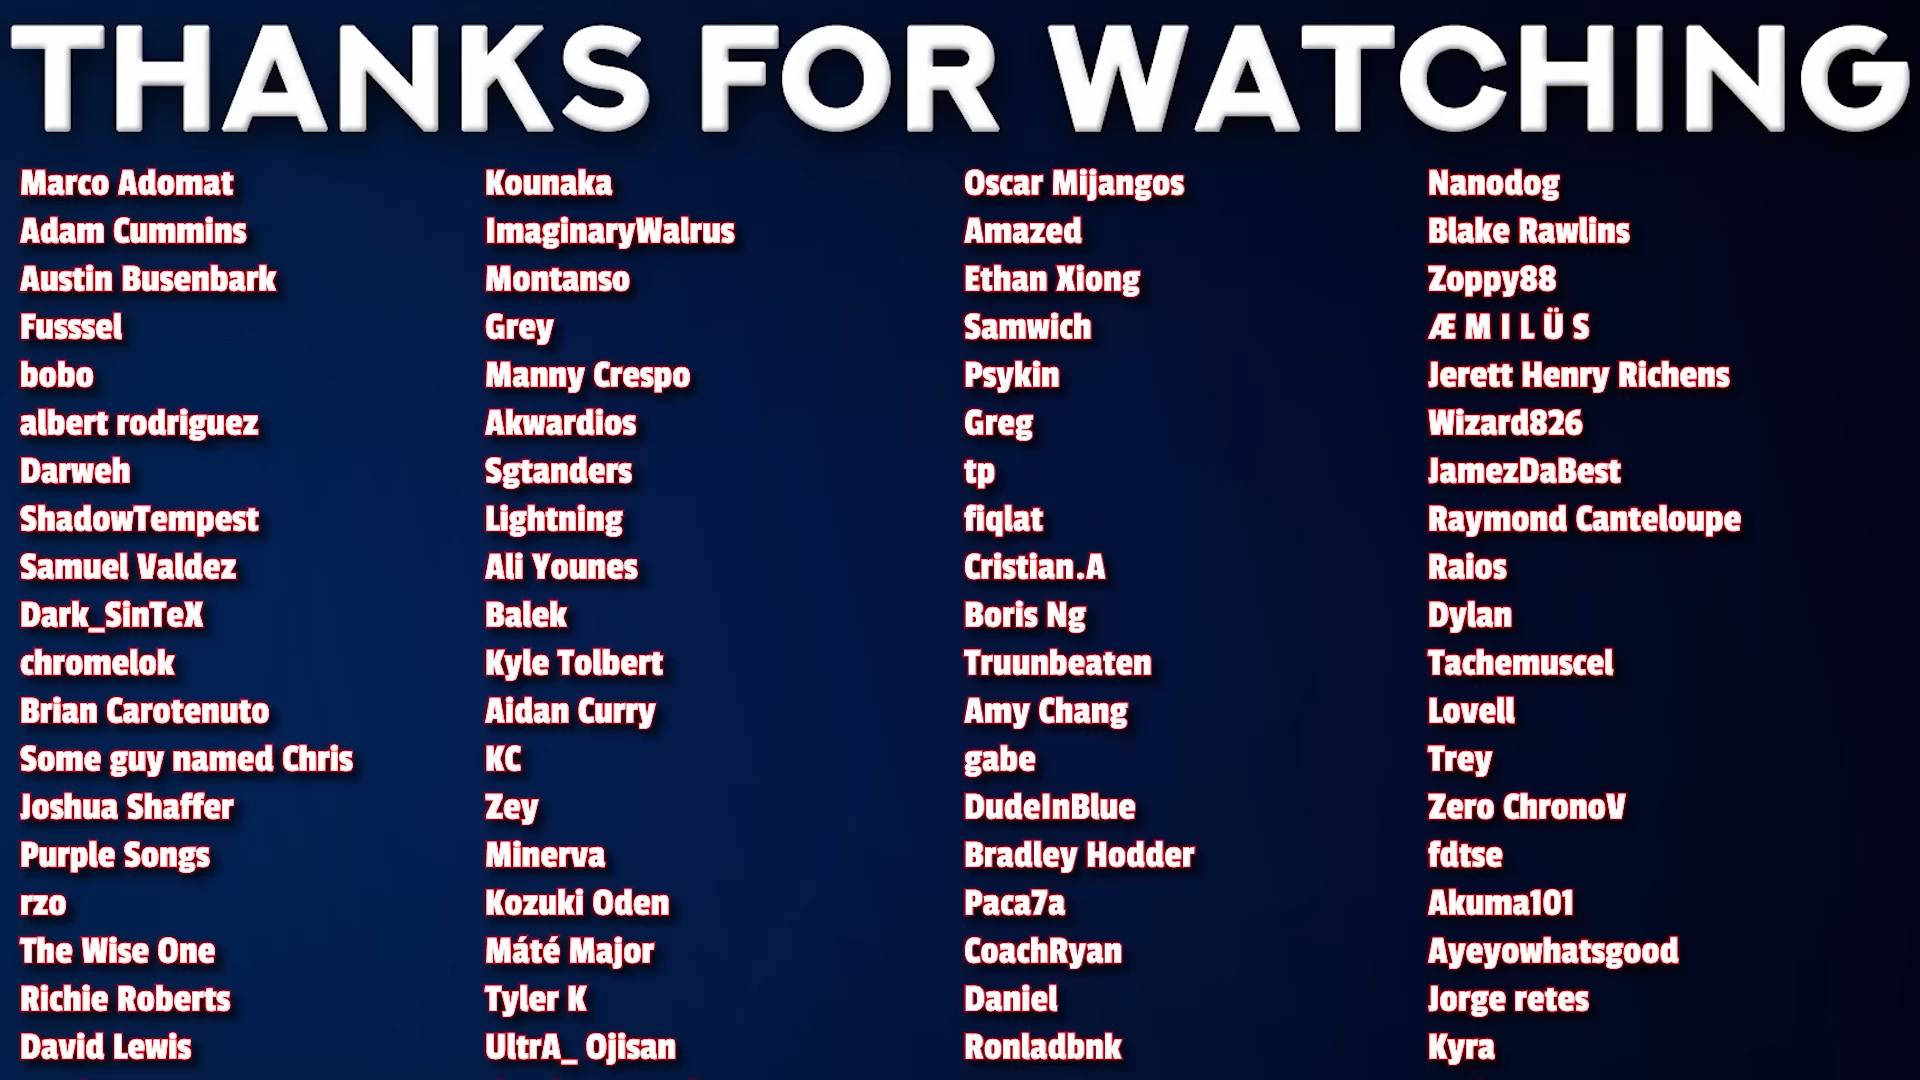 THANKS FOR WATCHING
Marco Adomat
Adam Cummins
Austin Busenbark
Fusssel
bobo
albert rodriguez
Darweh
ShadowTempest
Samuel Valdez
Dark_SinTeX
chromelok
Brian Carotenuto
Some guy named Chris
Joshua Shaffer
Purple Songs
rzo
The Wise One
Richie Roberts
David Lewis
Kounaka
ImaginaryWalrus
Montanso
Grey
Manny Crespo
Akwardios
Sgtanders
Lightning
Ali Younes
Balek
Kyle Tolbert
Aidan Curry
KC
Zey
Minerva
Kozuki Oden
Máté Major
Tyler K
UltrA_ Ojisan
Oscar Mijangos
Amazed
Ethan Xiong
Samwich
Psykin
Greg
tp
fiqlat
Cristian.A
Boris Ng
Truunbeaten
Amy Chang
gabe
DudeInBlue
Bradley Hodder
Paca7a
CoachRyan
Daniel
Ronladbnk
Nanodog
Blake Rawlins
Zoppy88
Æ M I L Ü S
Jerett Henry Richens
Wizard826
JamezDaBest
Raymond Canteloupe
Raios
Dylan
Tachemuscel
Lovell
Trey
Zero ChronoV
fdtse
Akuma101
Ayeyowhatsgood
Jorge retes
Kyra